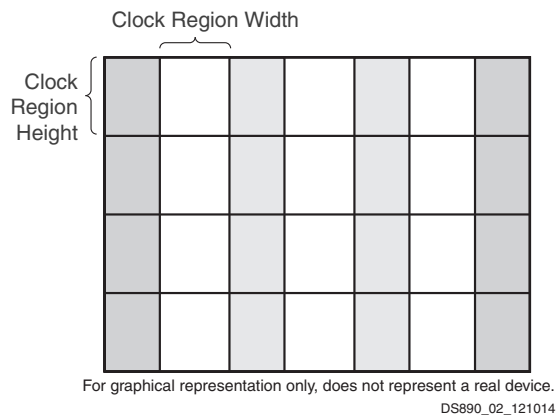 Clock Region Width
Clock
Region
Height
For graphical representation only, does not represent a real device.
DS890_02_121014